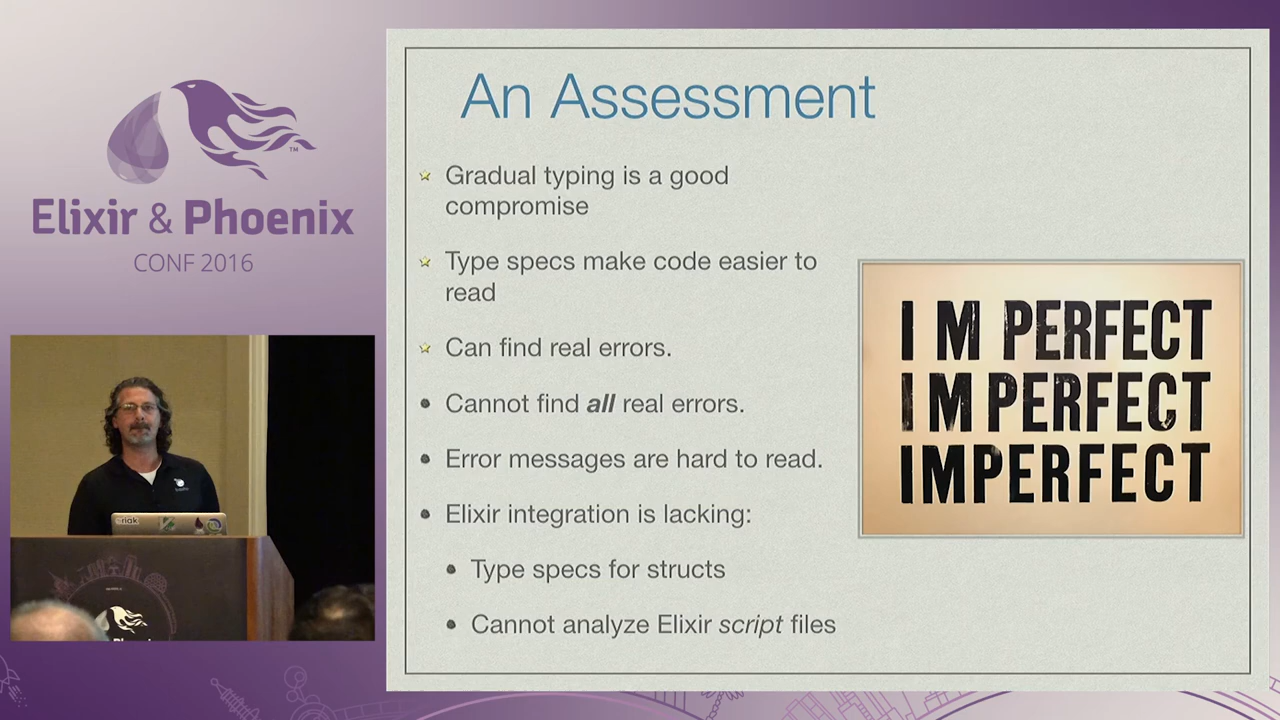 Elixir & Phoenix
™
CONF 2016
An Assessment
Gradual typing is a good
compromise
Type specs make code easier to
read
Can find real errors.
Cannot find all real errors.
Error messages are hard to read.
Elixir integration is lacking:
Type specs for structs
Cannot analyze Elixir script files
I M PERFECT
I M PERFECT
IMPERFECT
riak